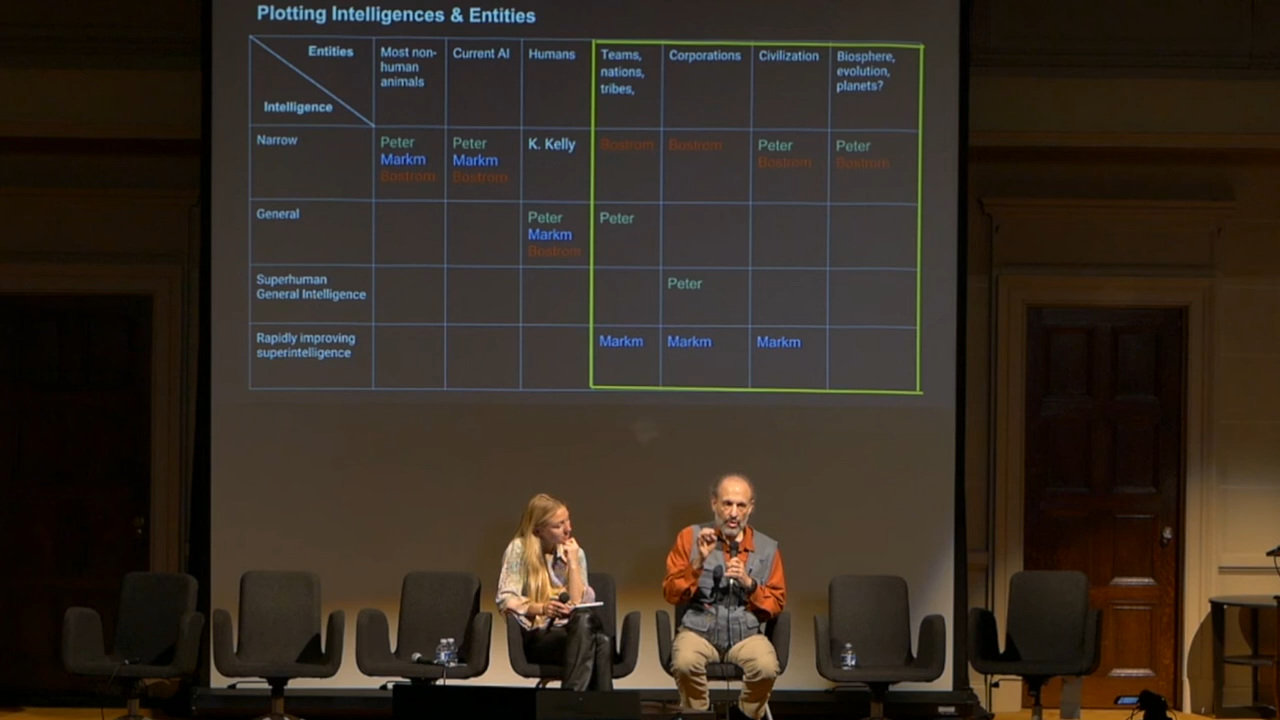 Plotting Intelligences & Entities
Entities
Intelligence
Most non-
human
animals
Current AI
Humans
Teams,
nations,
tribes,
Corporations
Civilization
Biosphere,
evolution,
planets?
Narrow
Peter
Markm
Bostrom
Peter
Markm
Bostrom
K. Kelly
Bostrom
Bostrom
Peter
Bostrom
Peter
Bostrom
General
Peter
Markm
Bostrom
Peter
Superhuman
General Intelligence
Peter
Rapidly improving
superintelligence
Markm
Markm
Markm